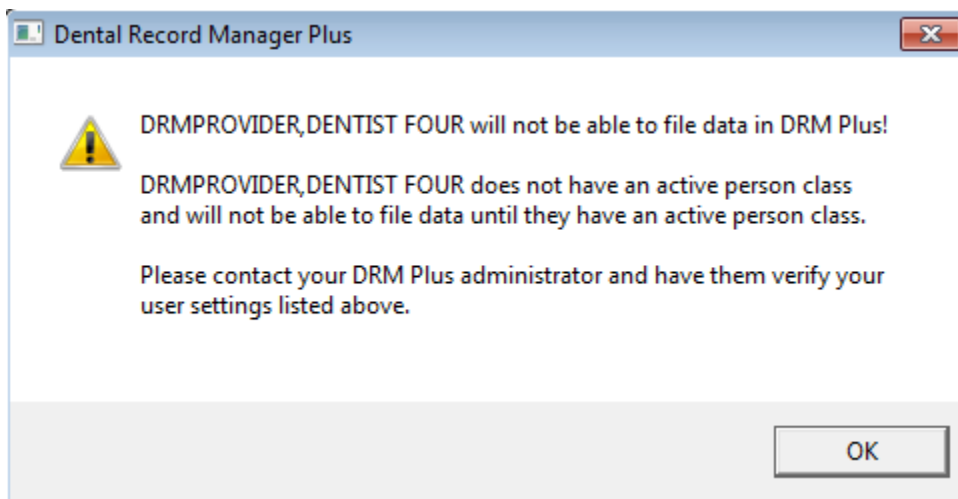 Dental Record Manager Plus
DRMPROVIDER,DENTIST FOUR will not be able to file data in DRM Plus!
DRMPROVIDER,DENTIST FOUR does not have an active person class
and will not be able to file data until they have an active person class.
Please contact your DRM Plus administrator and have them verify your
user settings listed above.
OK